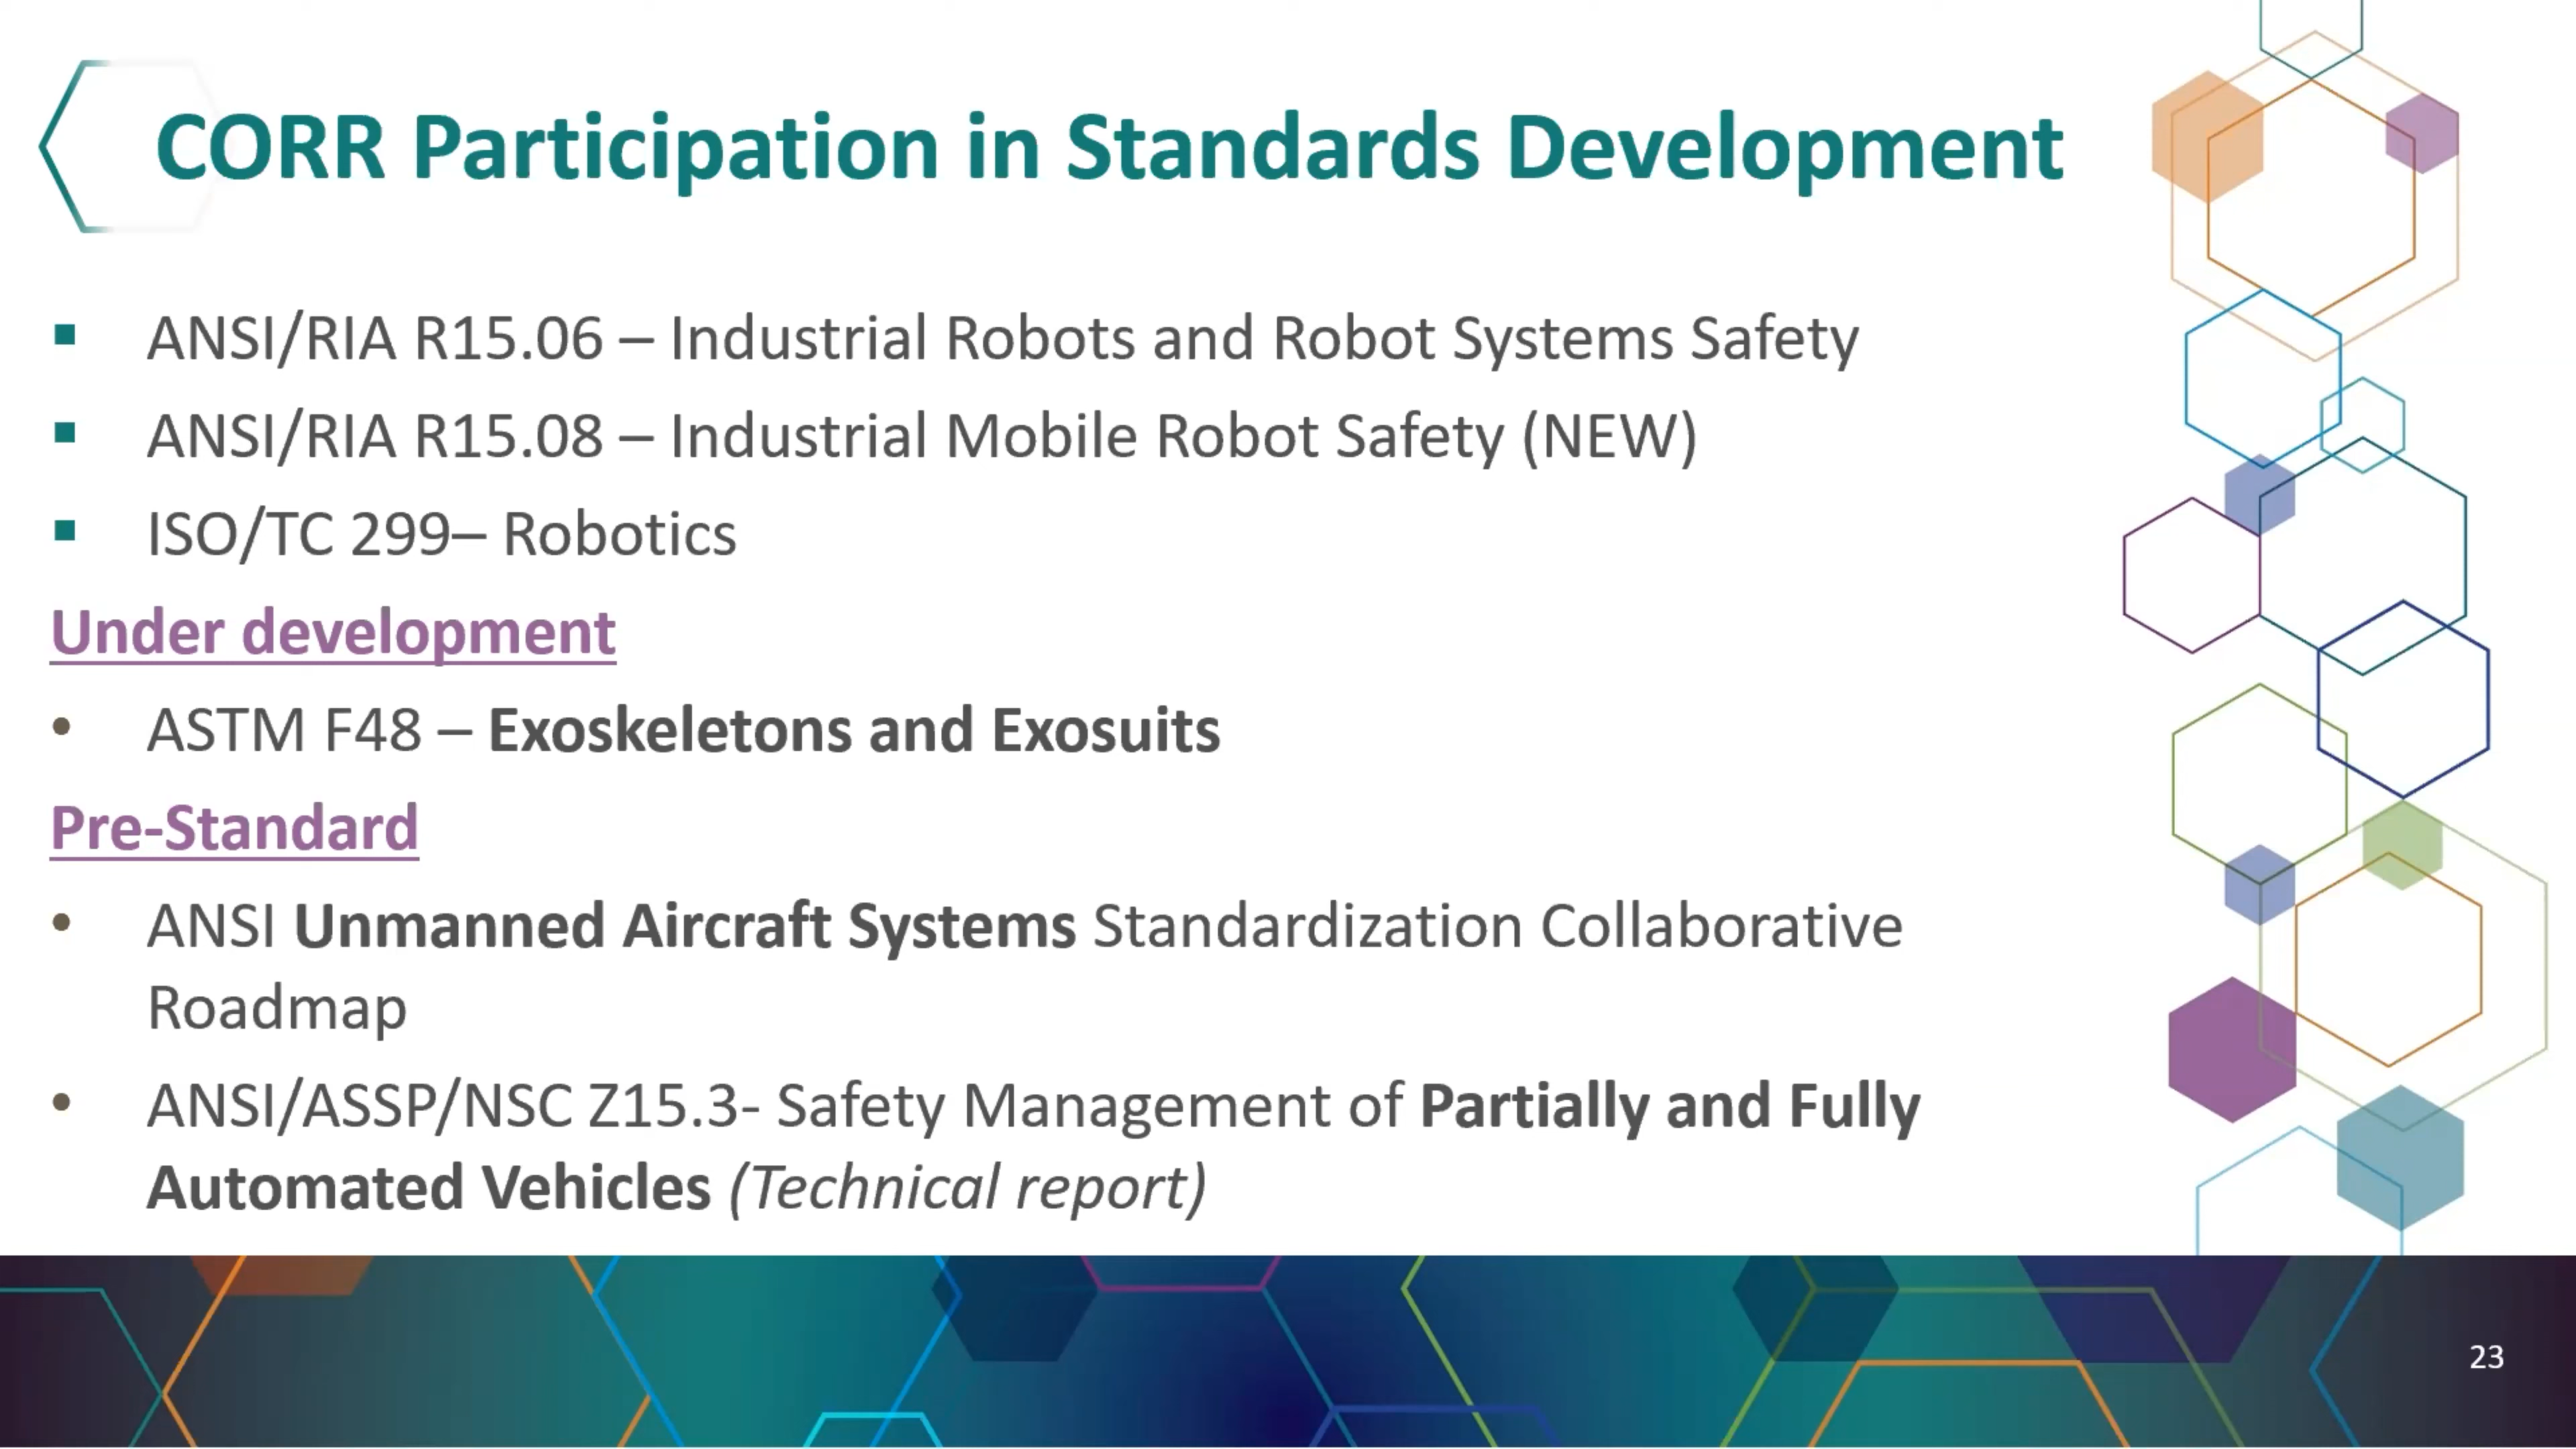 CORR Participation in Standards Development
▪ ANSI/RIA R15.06 – Industrial Robots and Robot Systems Safety
▪ ANSI/RIA R15.08 – Industrial Mobile Robot Safety (NEW)
▪ ISO/TC 299– Robotics
Under development
• ASTM F48 – Exoskeletons and Exosuits
Pre-Standard
• ANSI Unmanned Aircraft Systems Standardization Collaborative
Roadmap
• ANSI/ASSP/NSC Z15.3- Safety Management of Partially and Fully
Automated Vehicles (Technical report)
23